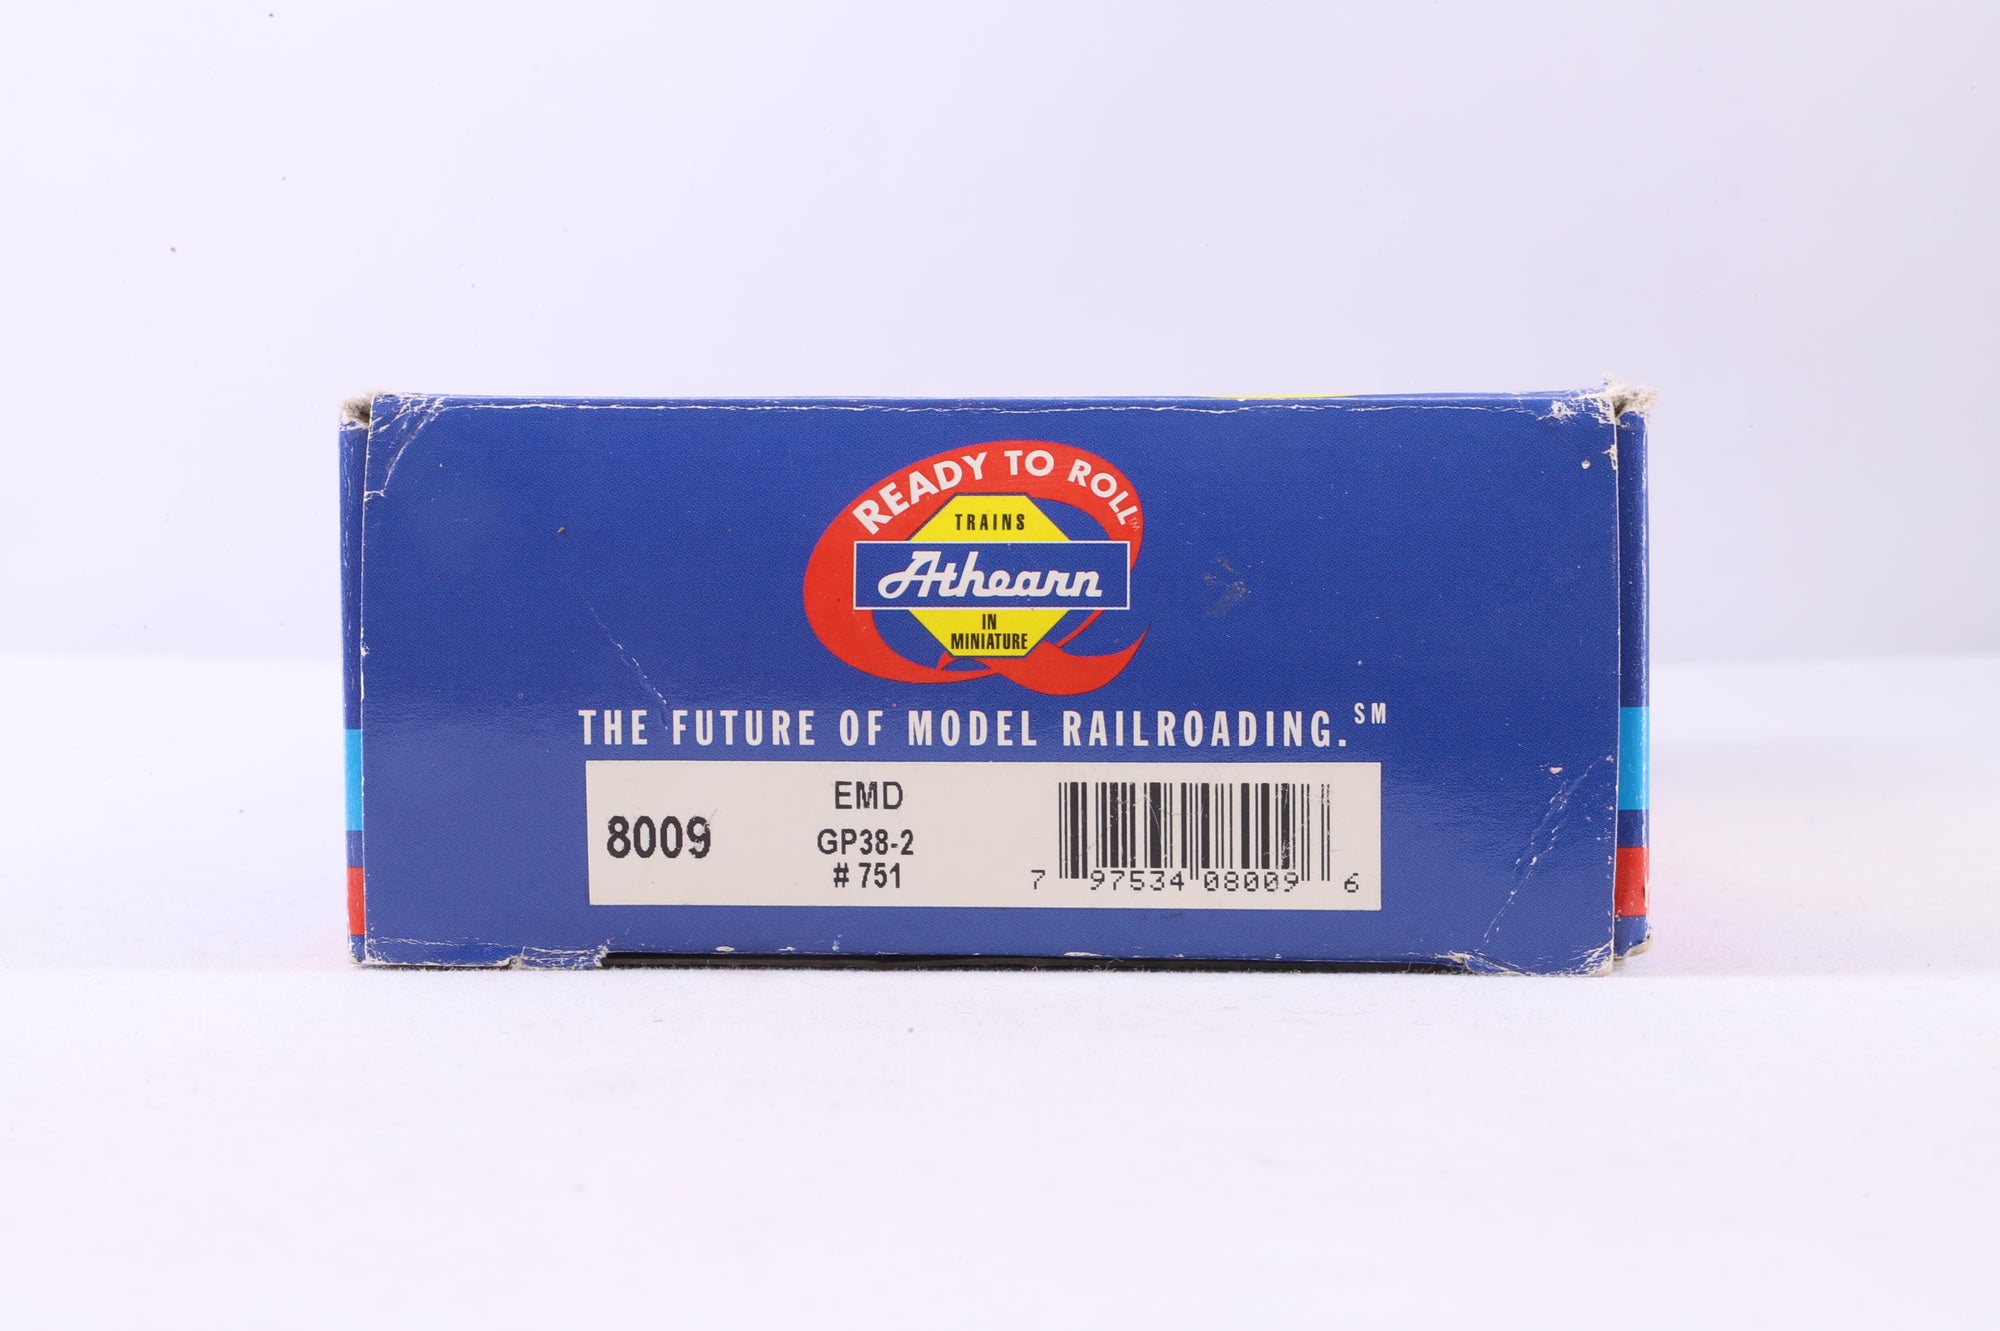 READY TO ROLL™
TRAINS
Athearn
IN
MINIATURE
THE FUTURE OF MODEL RAILROADING.SM
8009
EMD
GP38-2
# 751
7 97534 08009 6